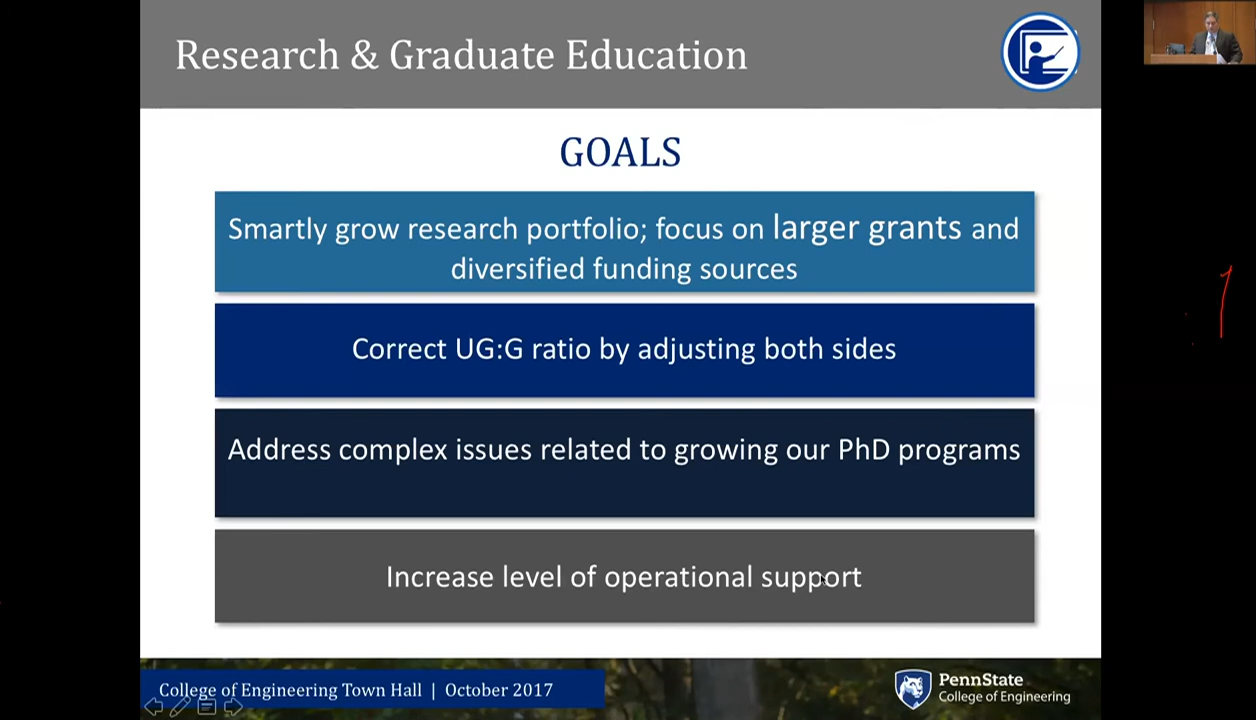 Research & Graduate Education
GOALS
Smartly grow research portfolio; focus on larger grants and
diversified funding sources
Correct UG:G ratio by adjusting both sides
Address complex issues related to growing our PhD programs
Increase level of operational support
College of Engineering Town Hall | October 2017
PennState
College of Engineering